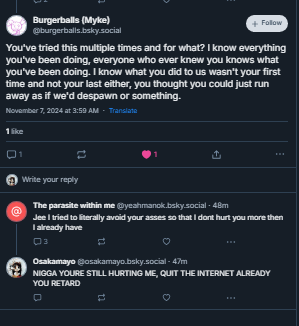 Burgerballs (Myke)
@burgerballs.bsky.social
+ Follow
You've tried this multiple times and for what? I know everything
you've been doing, everyone who ever knew you knows what
you've been doing. I know what you did to us wasn't your first
time and not your last either, you thought you could just run
away as if we'd despawn or something.
November 7, 2024 at 3:59 AM · Translate
1 like
1 1
Write your reply
The parasite within me @yeahmanok.bsky.social · 48m
Jee I tried to literally avoid your asses so that I dont hurt you more then
I already have
3
Osakamayo @osakamayo.bsky.social · 47m
NIGGA YOURE STILL HURTING ME, QUIT THE INTERNET ALREADY
YOU RETARD